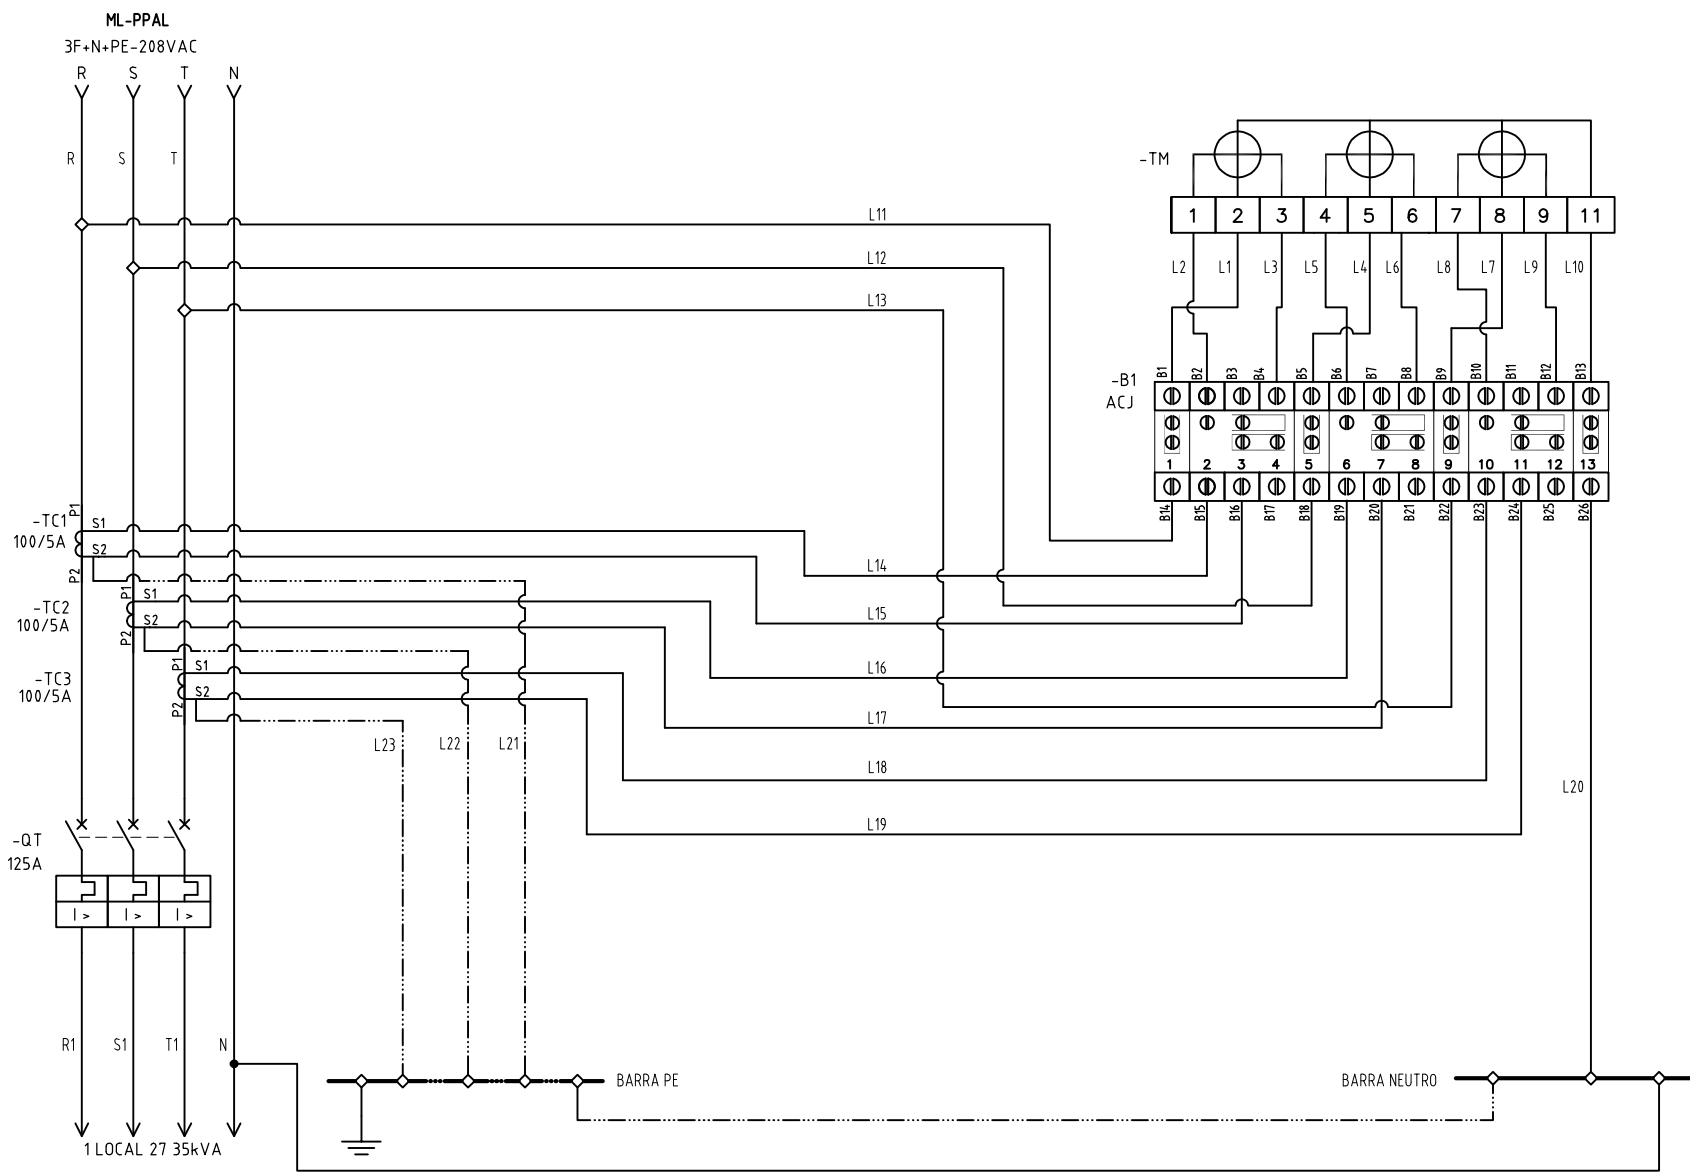 ML-PPAL
3F+N+PE-208VAC
R S T N
R S T
-TM
1 2 3 4 5 6 7 8 9 11
L11
L12
L13
L2 L1 L3 L5 L4 L6 L8 L7 L9 L10
-B1
ACJ
B1 B2 B3 B4 B5 B6 B7 B8 B9 B10 B11 B12 B13
1 2 3 4 5 6 7 8 9 10 11 12 13
B14 B15 B16 B17 B18 B19 B20 B21 B22 B23 B24 B25 B26
-TC1
100/5A
P1
S1
S2
P2
L14
-TC2
100/5A
P1
S1
S2
P2
L15
-TC3
100/5A
P1
S1
S2
P2
L16
L17
L23 L22 L21
L18
L20
L19
-QT
125A
I > I > I >
R1 S1 T1 N
BARRA PE
BARRA NEUTRO
1 LOCAL 27 35kVA